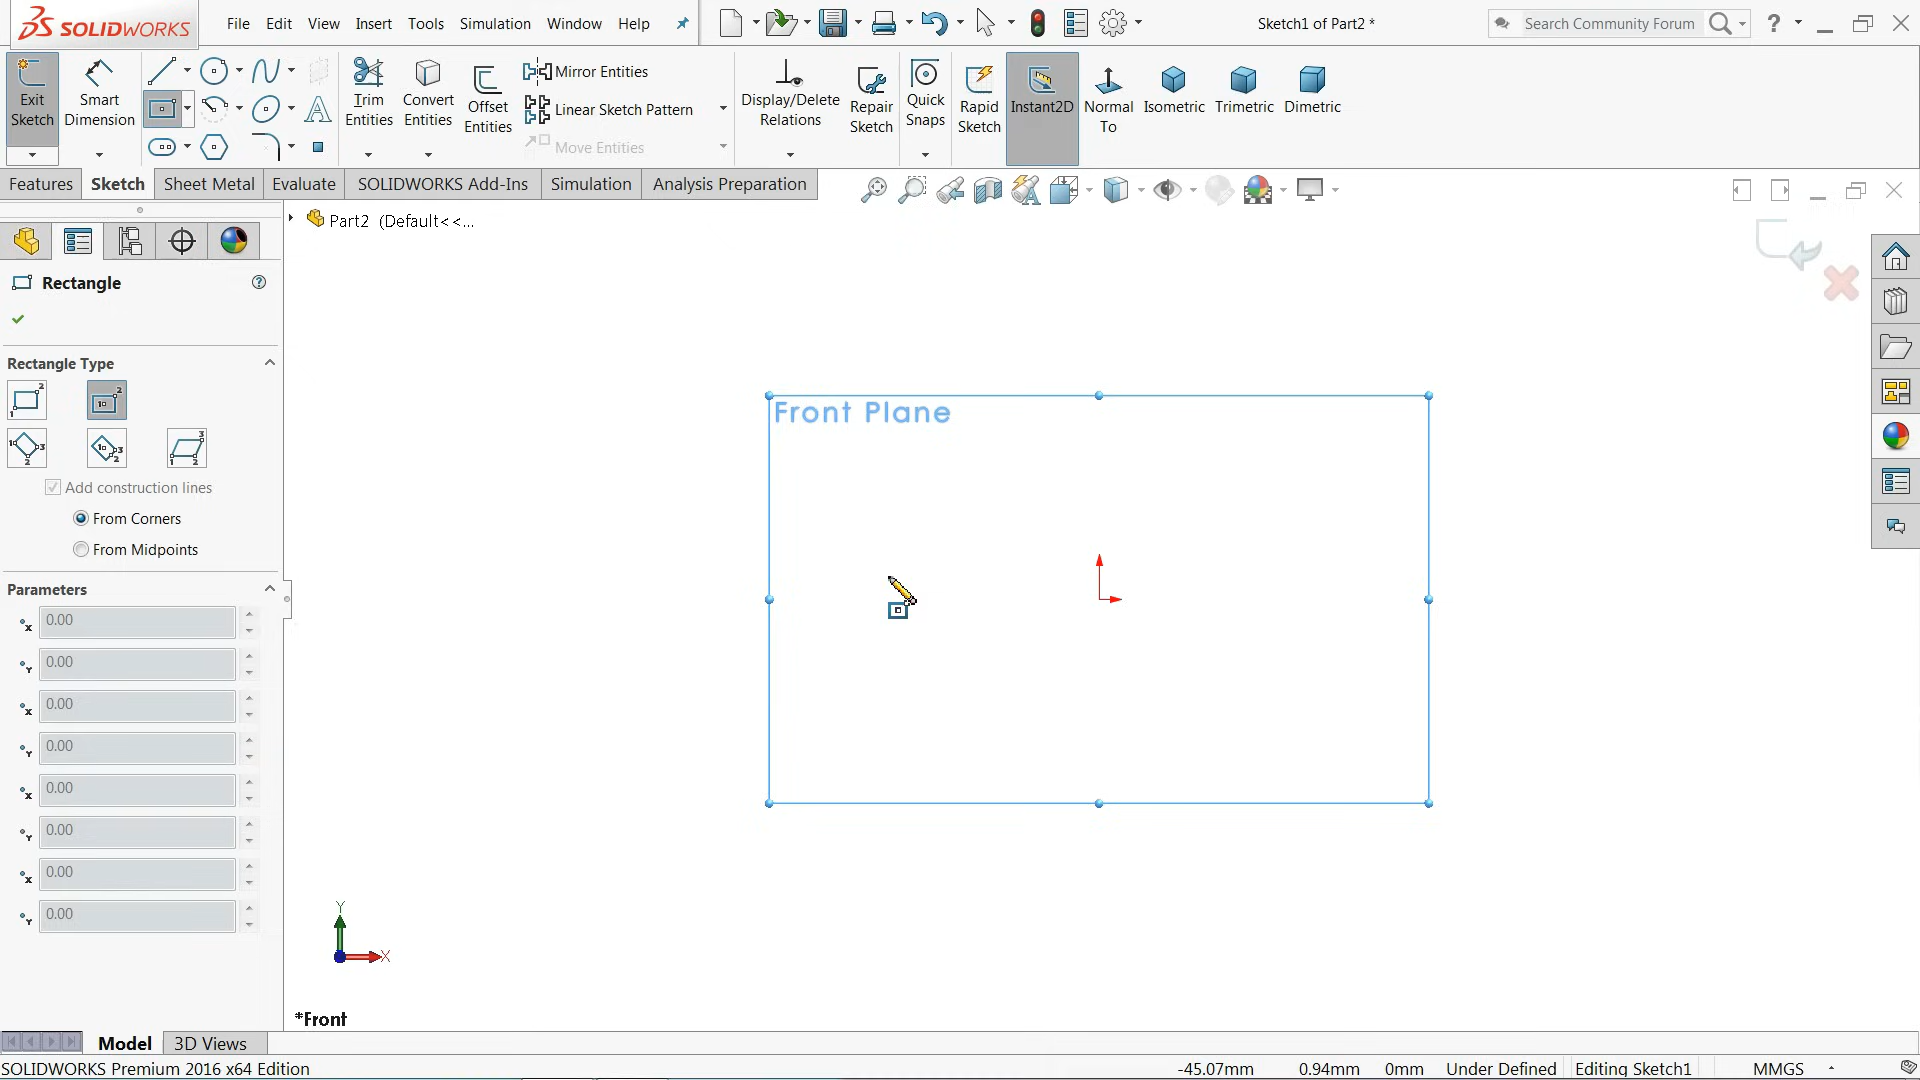 SOLIDWORKS
File Edit View Insert Tools Simulation Window Help
Sketch1 of Part2 *
Search Community Forum
?
Exit Sketch
Smart Dimension
Trim Entities
Convert Entities
Offset Entities
Mirror Entities
Linear Sketch Pattern
Move Entities
Display/Delete Relations
Repair Sketch
Quick Snaps
Rapid Sketch
Instant2D
Normal To
Isometric
Trimetric
Dimetric
Features Sketch Sheet Metal Evaluate SOLIDWORKS Add-Ins Simulation Analysis Preparation
Part2 (Default<<...
Rectangle
?
Rectangle Type
Add construction lines
From Corners
From Midpoints
Parameters
x 0.00
Y 0.00
x 0.00
Y 0.00
x 0.00
Y 0.00
x 0.00
Y 0.00
Front Plane
Y
X
*Front
Model 3D Views
SOLIDWORKS Premium 2016 x64 Edition
-45.07mm 0.94mm 0mm Under Defined Editing Sketch1 MMGS